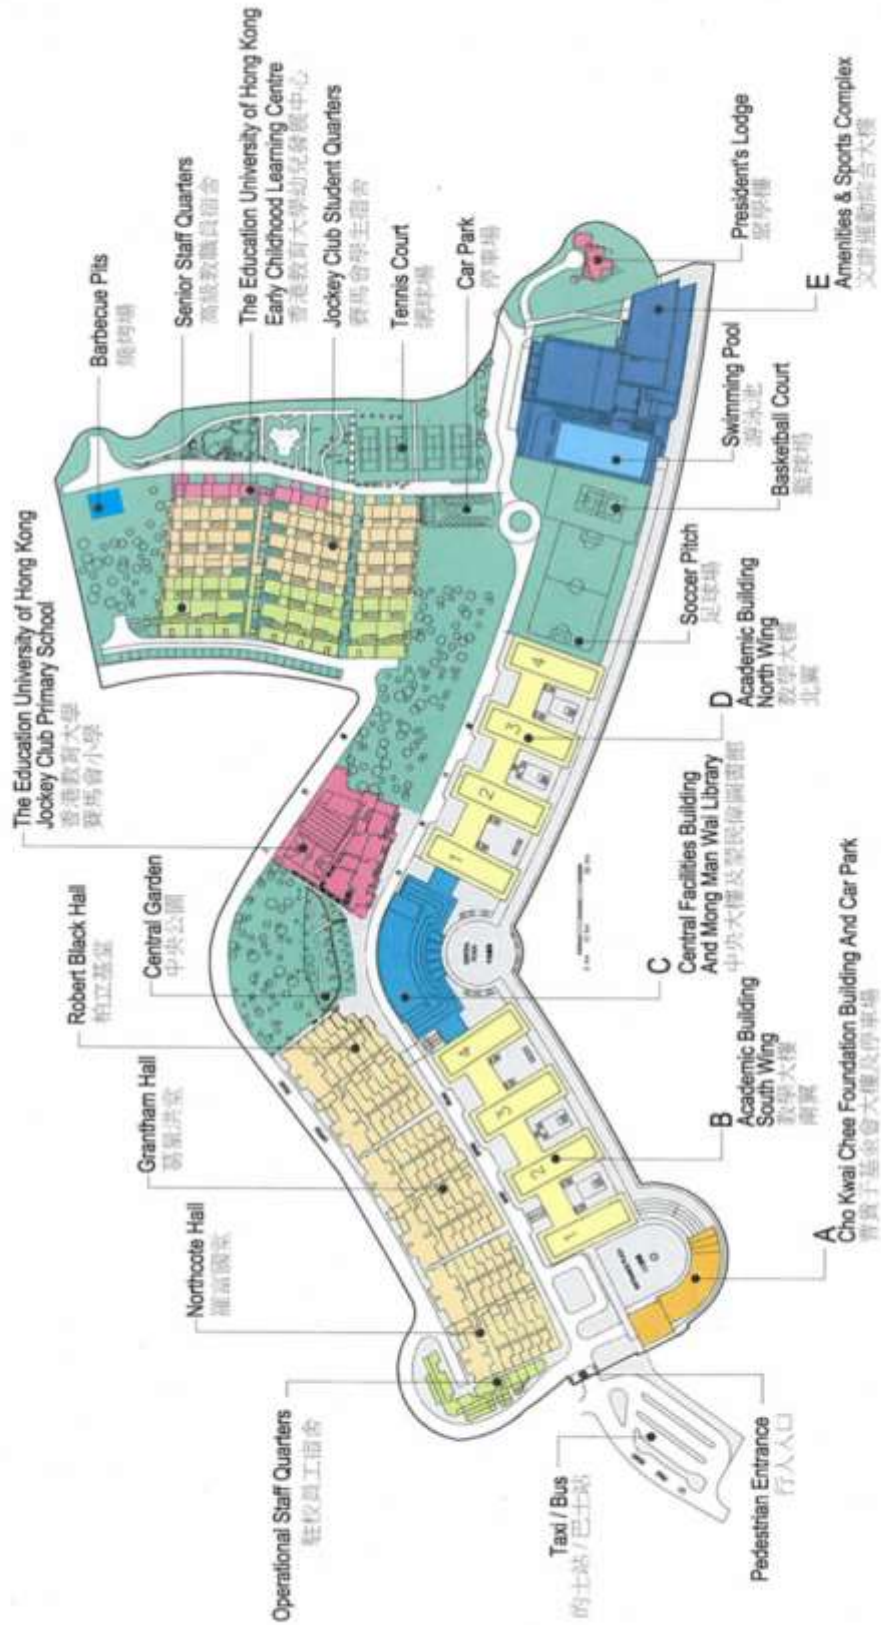 The Education University of Hong Kong
Jockey Club Primary School
香港教育大學
賽馬會小學
Barbecue Pits
燒烤場
Senior Staff Quarters
高級教職員宿舍
The Education University of Hong Kong
Early Childhood Learning Centre
香港教育大學幼兒發展中心
Jockey Club Student Quarters
賽馬會學生宿舍
Tennis Court
網球場
Car Park
停車場
Robert Black Hall
柏立基堂
Central Garden
中央公園
Grantham Hall
葛量洪堂
Northcote Hall
羅富國堂
Operational Staff Quarters
駐校員工宿舍
Taxi / Bus
的士站 / 巴士站
Pedestrian Entrance
行人入口
A
Cho Kwai Chee Foundation Building And Car Park
曹貴子基金會大樓及停車場
B
Academic Building
South Wing
教學大樓
南翼
1
2
3
4
C
Central Facilities Building
And Mong Man Wai Library
中央大樓及蒙民偉圖書館
D
Academic Building
North Wing
教學大樓
北翼
1
2
3
4
Soccer Pitch
足球場
Basketball Court
籃球場
Swimming Pool
游泳池
E
Amenities & Sports Complex
文康運動綜合大樓
President's Lodge